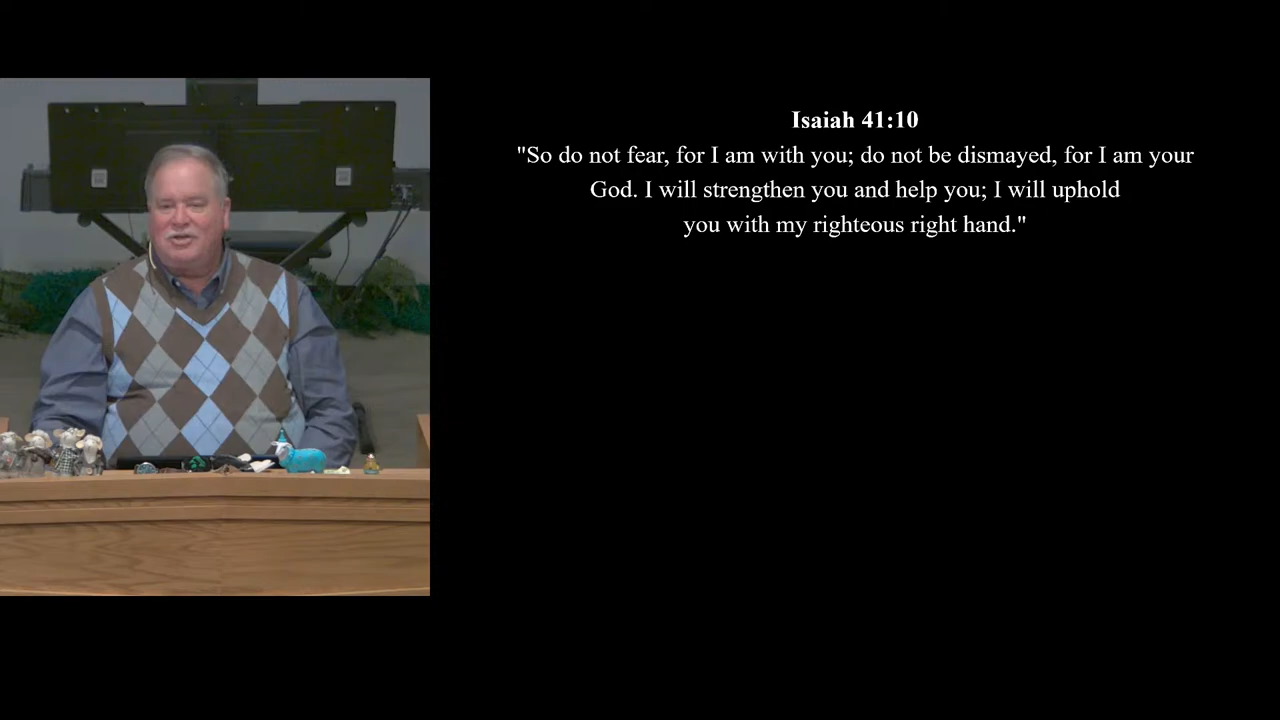 Isaiah 41:10
"So do not fear, for I am with you; do not be dismayed, for I am your
God. I will strengthen you and help you; I will uphold
you with my righteous right hand."